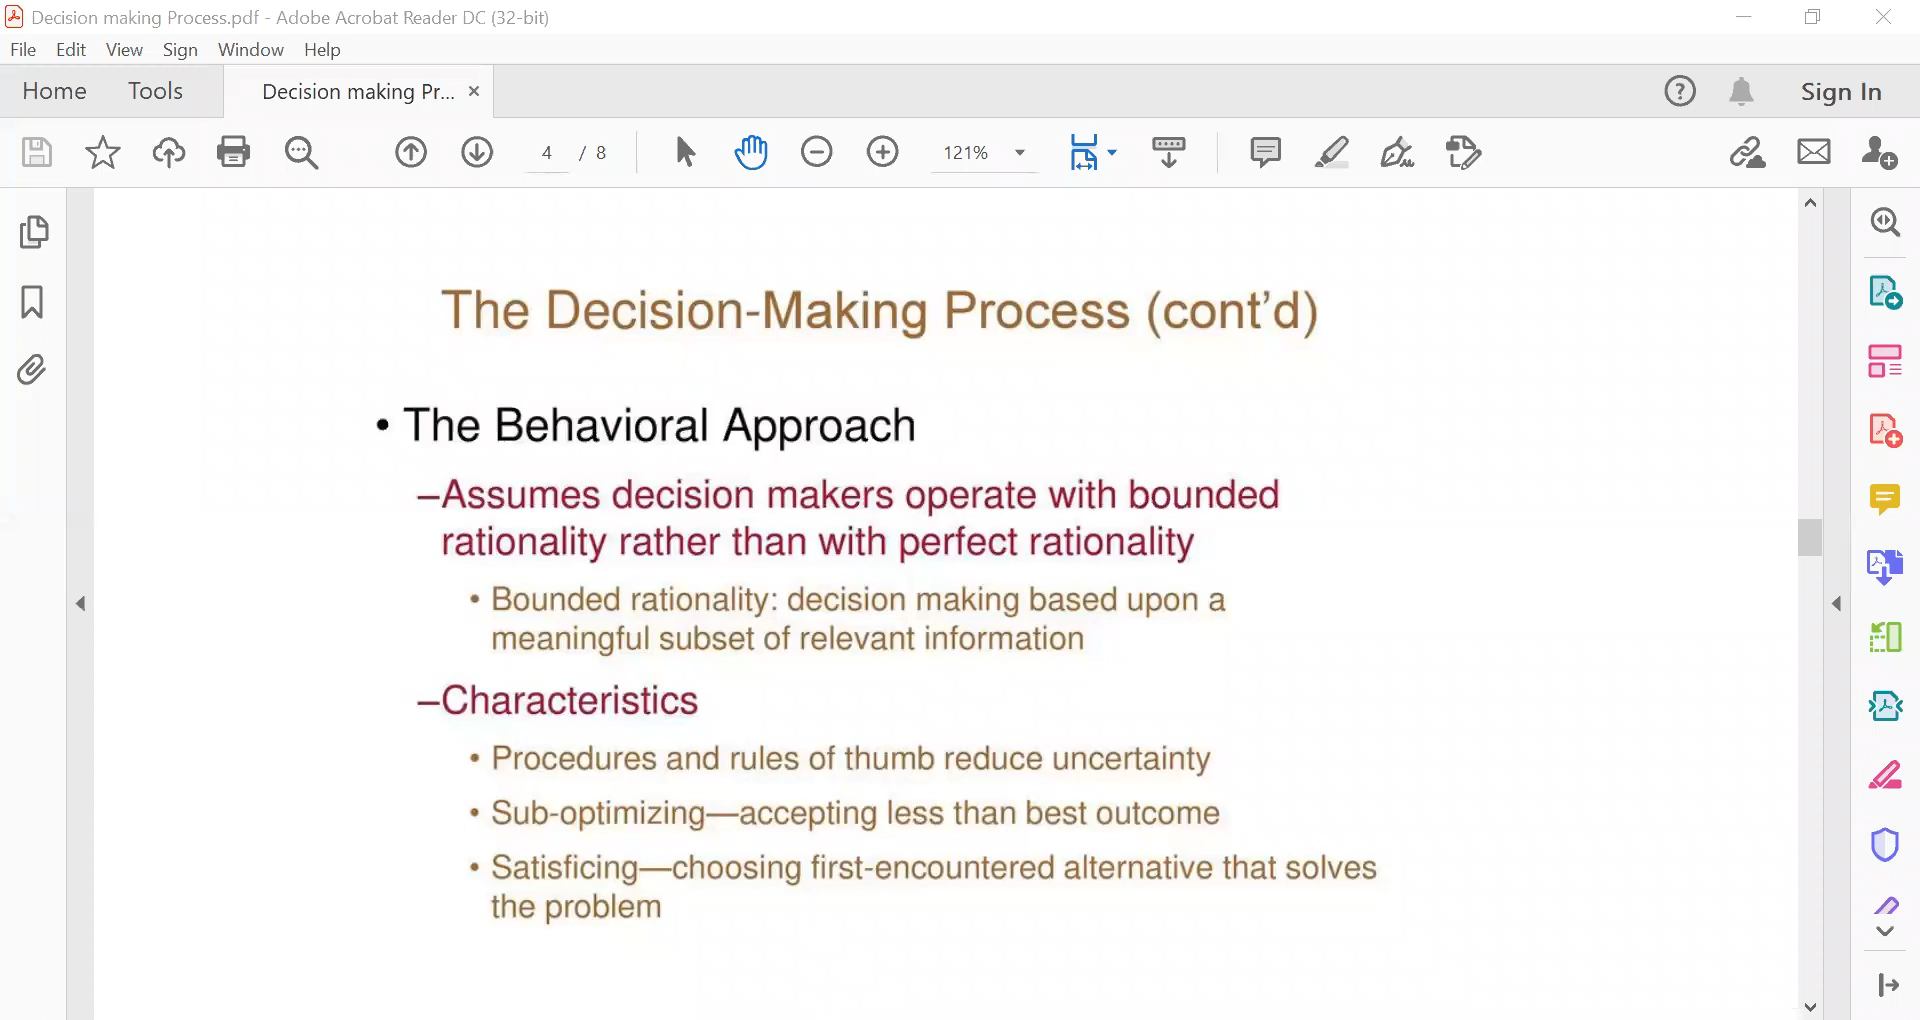 Decision making Process.pdf - Adobe Acrobat Reader DC (32-bit)
File Edit View Sign Window Help
Home Tools Decision making Pr... Sign In
4 / 8 121%
The Decision-Making Process (cont’d)
• The Behavioral Approach
–Assumes decision makers operate with bounded
rationality rather than with perfect rationality
• Bounded rationality: decision making based upon a
meaningful subset of relevant information
–Characteristics
• Procedures and rules of thumb reduce uncertainty
• Sub-optimizing—accepting less than best outcome
• Satisficing—choosing first-encountered alternative that solves
the problem